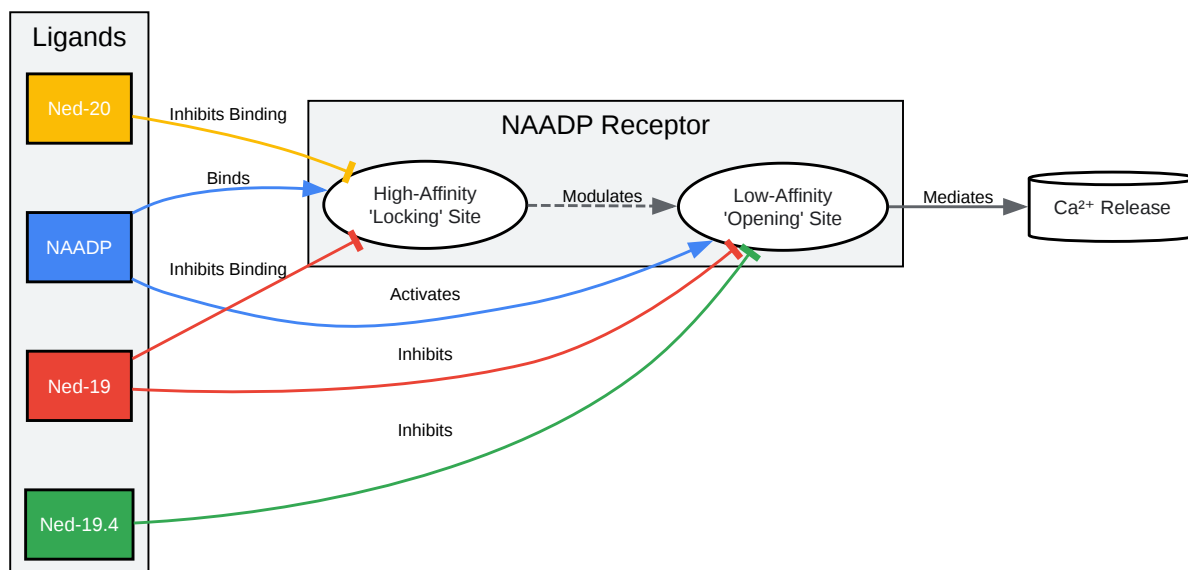 Ligands
Ned-20
NAADP
Ned-19
Ned-19.4
Inhibits Binding
Binds
Inhibits Binding
Activates
Inhibits
Inhibits
NAADP Receptor
High-Affinity
'Locking' Site
Modulates
Low-Affinity
'Opening' Site
Mediates
Ca²⁺ Release